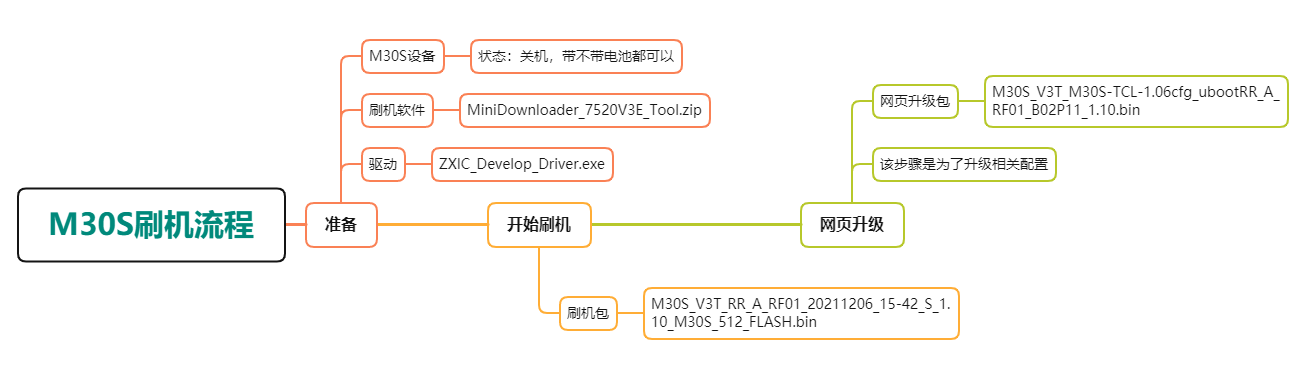 M30S刷机流程
准备
M30S设备
状态：关机，带不带电池都可以
刷机软件
MiniDownloader_7520V3E_Tool.zip
驱动
ZXIC_Develop_Driver.exe
开始刷机
刷机包
M30S_V3T_RR_A_RF01_20211206_15-42_S_1.
10_M30S_512_FLASH.bin
网页升级
网页升级包
M30S_V3T_M30S-TCL-1.06cfg_ubootRR_A_
RF01_B02P11_1.10.bin
该步骤是为了升级相关配置